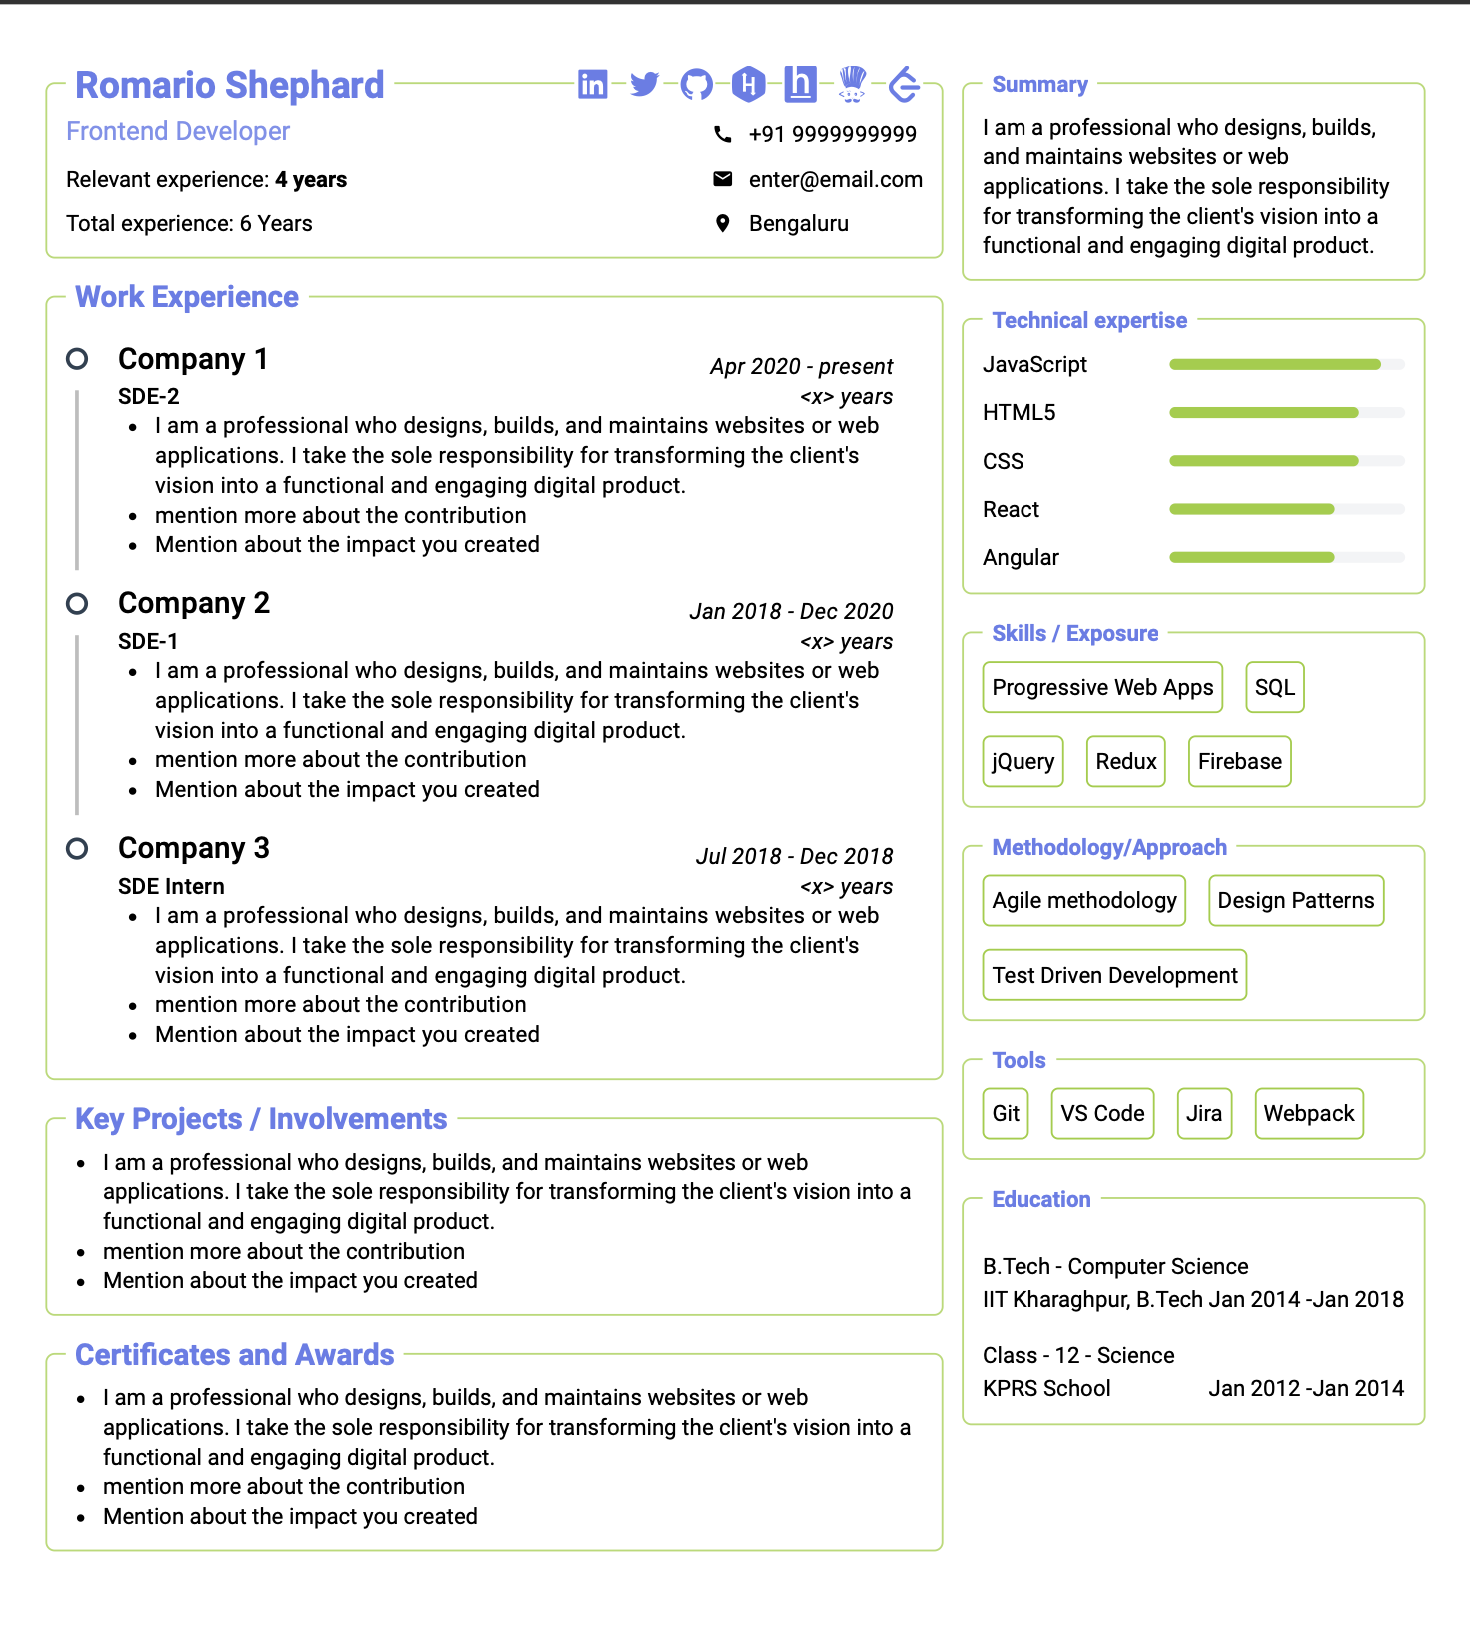 Romario Shephard
Frontend Developer
Relevant experience: 4 years
Total experience: 6 Years
+91 9999999999
enter@email.com
Bengaluru
Work Experience
Company 1
Apr 2020 - present
SDE-2
<x> years
• I am a professional who designs, builds, and maintains websites or web
applications. I take the sole responsibility for transforming the client's
vision into a functional and engaging digital product.
• mention more about the contribution
• Mention about the impact you created
Company 2
Jan 2018 - Dec 2020
SDE-1
<x> years
• I am a professional who designs, builds, and maintains websites or web
applications. I take the sole responsibility for transforming the client's
vision into a functional and engaging digital product.
• mention more about the contribution
• Mention about the impact you created
Company 3
Jul 2018 - Dec 2018
SDE Intern
<x> years
• I am a professional who designs, builds, and maintains websites or web
applications. I take the sole responsibility for transforming the client's
vision into a functional and engaging digital product.
• mention more about the contribution
• Mention about the impact you created
Key Projects / Involvements
• I am a professional who designs, builds, and maintains websites or web
applications. I take the sole responsibility for transforming the client's vision into a
functional and engaging digital product.
• mention more about the contribution
• Mention about the impact you created
Certificates and Awards
• I am a professional who designs, builds, and maintains websites or web
applications. I take the sole responsibility for transforming the client's vision into a
functional and engaging digital product.
• mention more about the contribution
• Mention about the impact you created
Summary
I am a professional who designs, builds,
and maintains websites or web
applications. I take the sole responsibility
for transforming the client's vision into a
functional and engaging digital product.
Technical expertise
JavaScript
HTML5
CSS
React
Angular
Skills / Exposure
Progressive Web Apps SQL
jQuery Redux Firebase
Methodology/Approach
Agile methodology Design Patterns
Test Driven Development
Tools
Git VS Code Jira Webpack
Education
B.Tech - Computer Science
IIT Kharaghpur, B.Tech Jan 2014 -Jan 2018
Class - 12 - Science
KPRS School Jan 2012 -Jan 2014